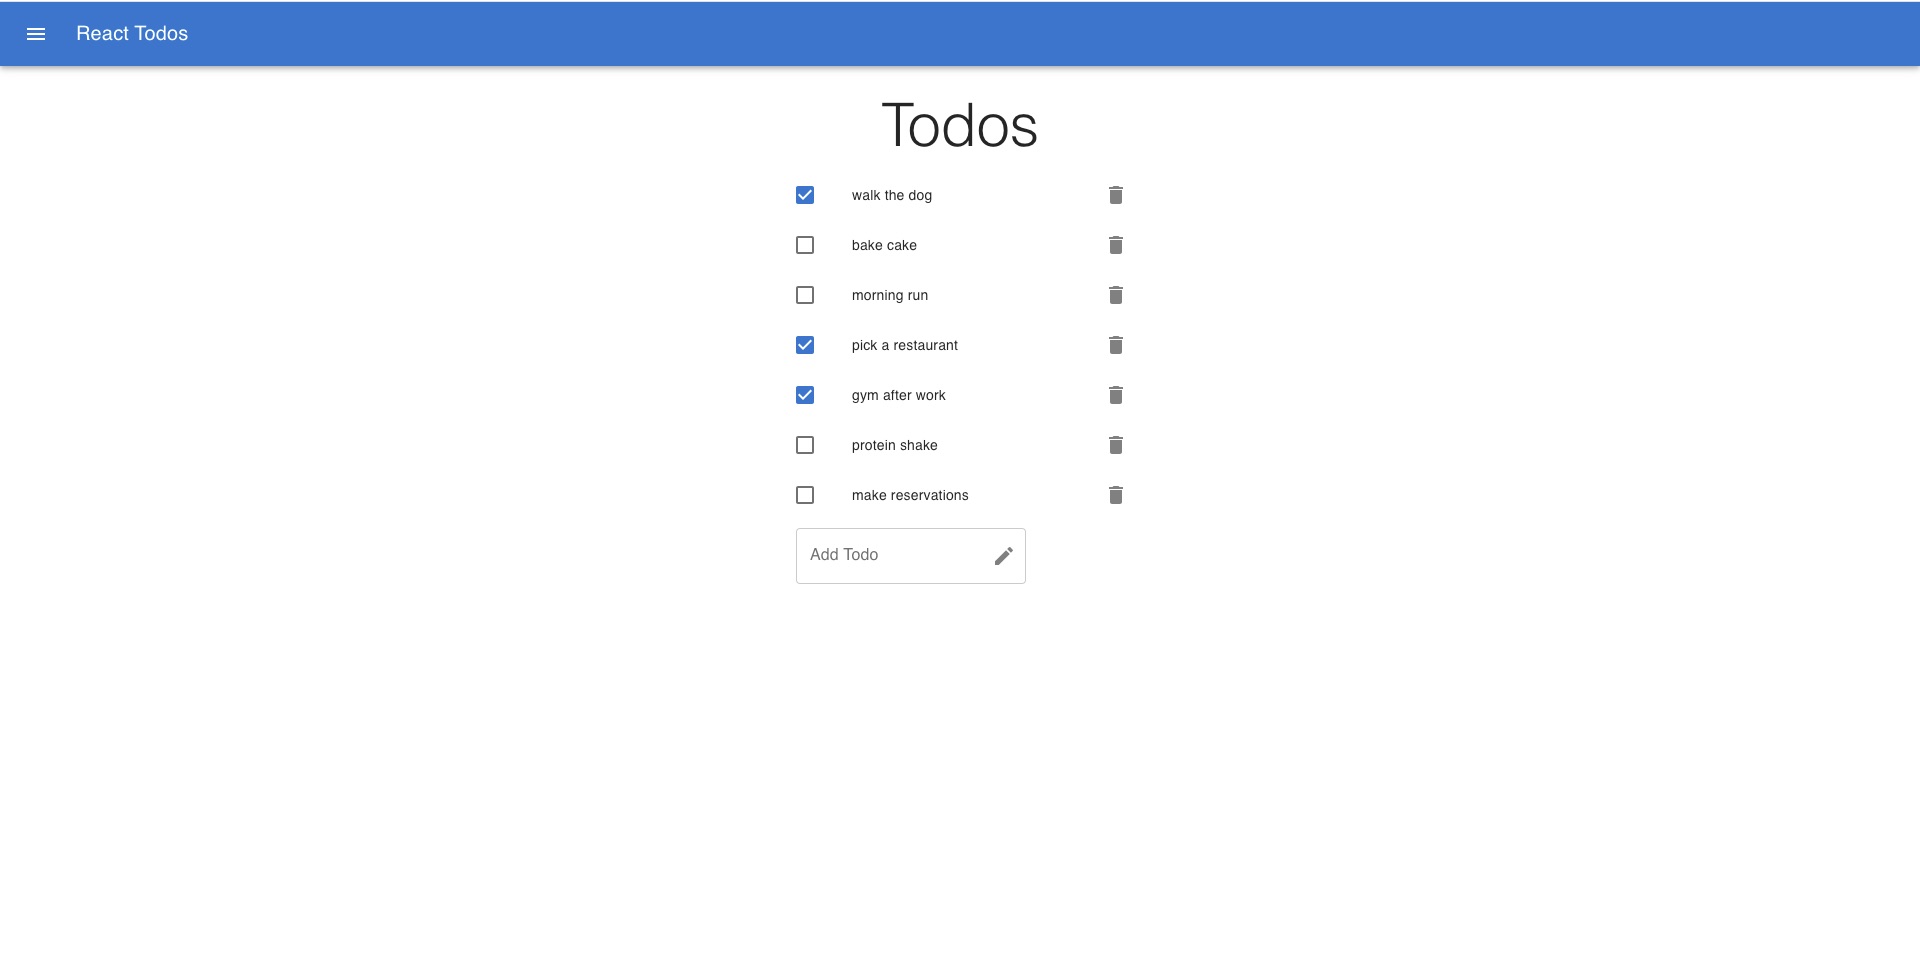 React Todos
Todos
walk the dog
bake cake
morning run
pick a restaurant
gym after work
protein shake
make reservations
Add Todo